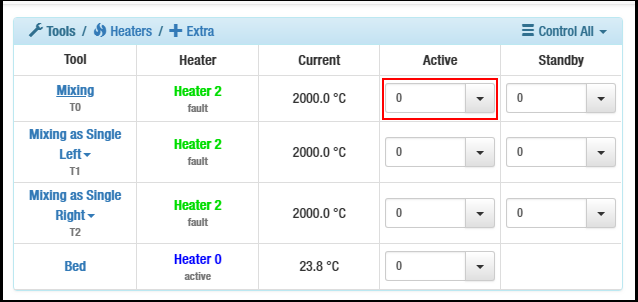 Tools / Heaters / Extra Control All
Tool Heater Current Active Standby
Mixing Heater 2 2000.0 °C 0 0
T0 fault
Mixing as Single Heater 2 2000.0 °C 0 0
Left fault
T1
Mixing as Single Heater 2 2000.0 °C 0 0
Right fault
T2
Bed Heater 0 23.8 °C 0
active